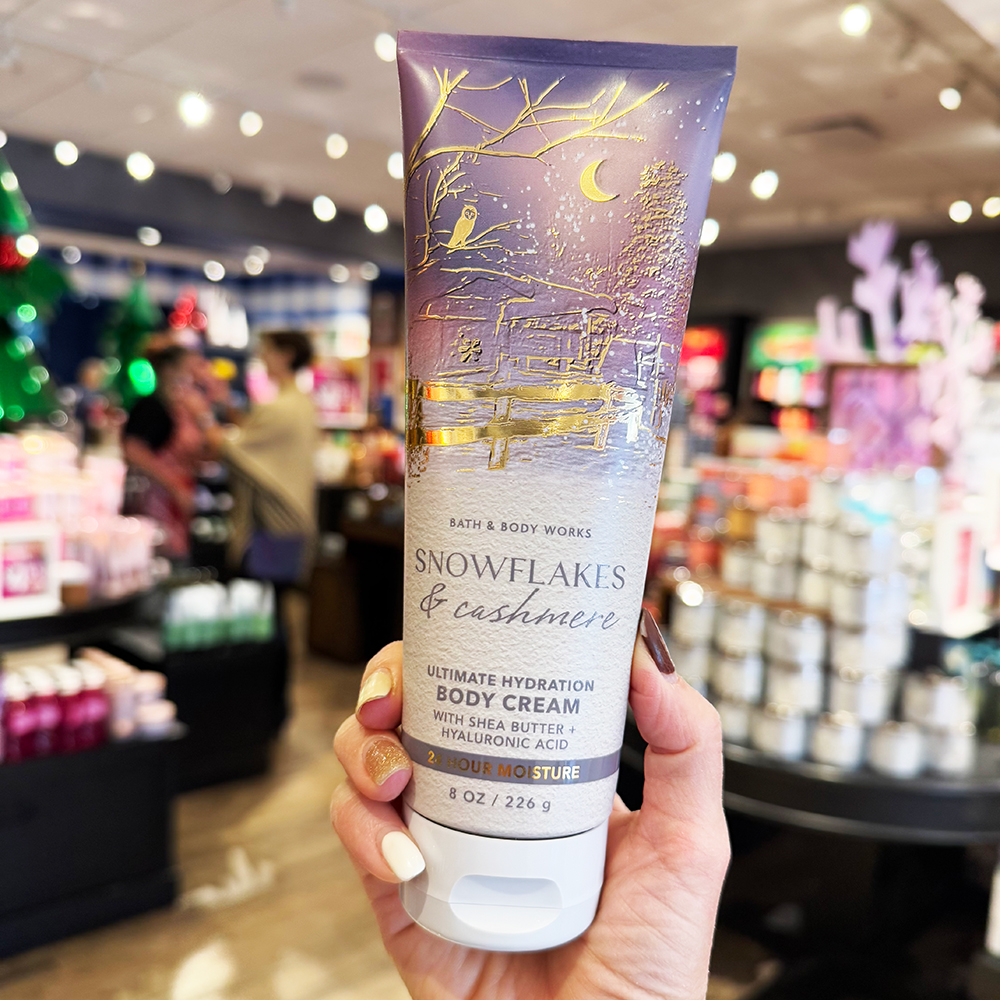 BATH & BODY WORKS
SNOWFLAKES
& cashmere
ULTIMATE HYDRATION
BODY CREAM
WITH SHEA BUTTER +
HYALURONIC ACID
24 HOUR MOISTURE
8 OZ / 226 g